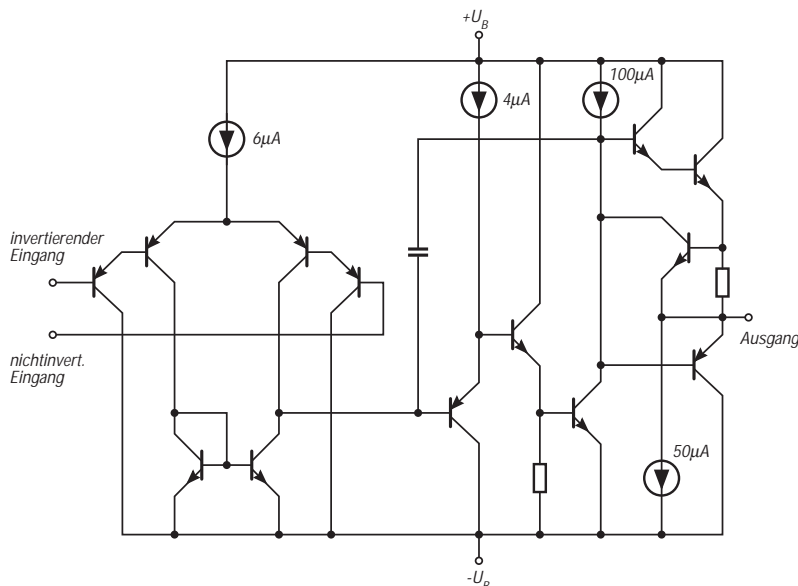 +U_B
100µA
4µA
6µA
invertierender
Eingang
nichtinvert.
Eingang
Ausgang
50µA
-U_B